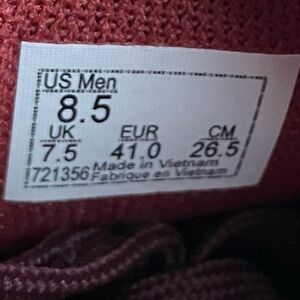 US Men
8.5
UK EUR CM
7.5 41.0 26.5
Made in Vietnam
721356 Fabrique en Vietnam